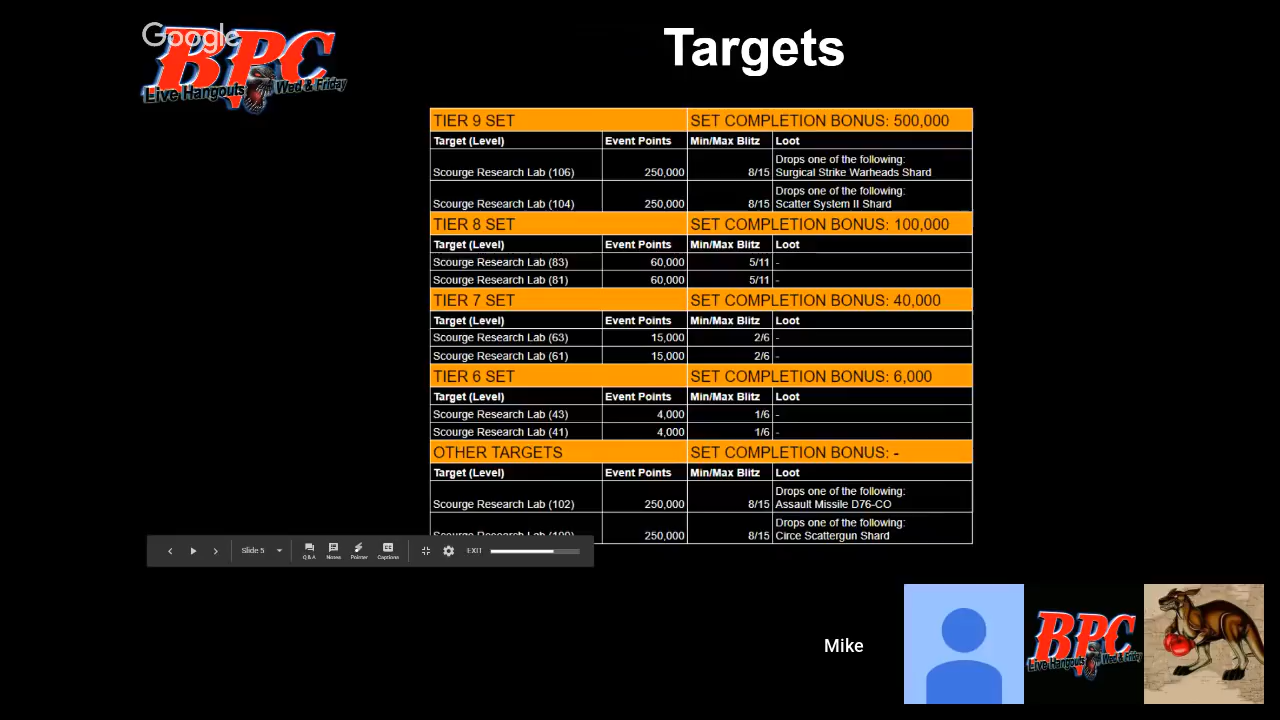 Google
BPC
Live Hangouts Wed & Friday
Targets
TIER 9 SET SET COMPLETION BONUS: 500,000
Target (Level) Event Points Min/Max Blitz Loot
Scourge Research Lab (106) 250,000 8/15 Drops one of the following:
Surgical Strike Warheads Shard
Scourge Research Lab (104) 250,000 8/15 Drops one of the following:
Scatter System II Shard
TIER 8 SET SET COMPLETION BONUS: 100,000
Target (Level) Event Points Min/Max Blitz Loot
Scourge Research Lab (83) 60,000 5/11 -
Scourge Research Lab (81) 60,000 5/11 -
TIER 7 SET SET COMPLETION BONUS: 40,000
Target (Level) Event Points Min/Max Blitz Loot
Scourge Research Lab (63) 15,000 2/6 -
Scourge Research Lab (61) 15,000 2/6 -
TIER 6 SET SET COMPLETION BONUS: 6,000
Target (Level) Event Points Min/Max Blitz Loot
Scourge Research Lab (43) 4,000 1/6 -
Scourge Research Lab (41) 4,000 1/6 -
OTHER TARGETS SET COMPLETION BONUS: -
Target (Level) Event Points Min/Max Blitz Loot
Scourge Research Lab (102) 250,000 8/15 Drops one of the following:
Assault Missile D76-CO
Scourge Research Lab 250,000 8/15 Drops one of the following:
Circe Scattergun Shard
Slide 5 Q&A Notes Pointer Captions EXIT
Mike
BPC
Live Hangouts Wed & Friday